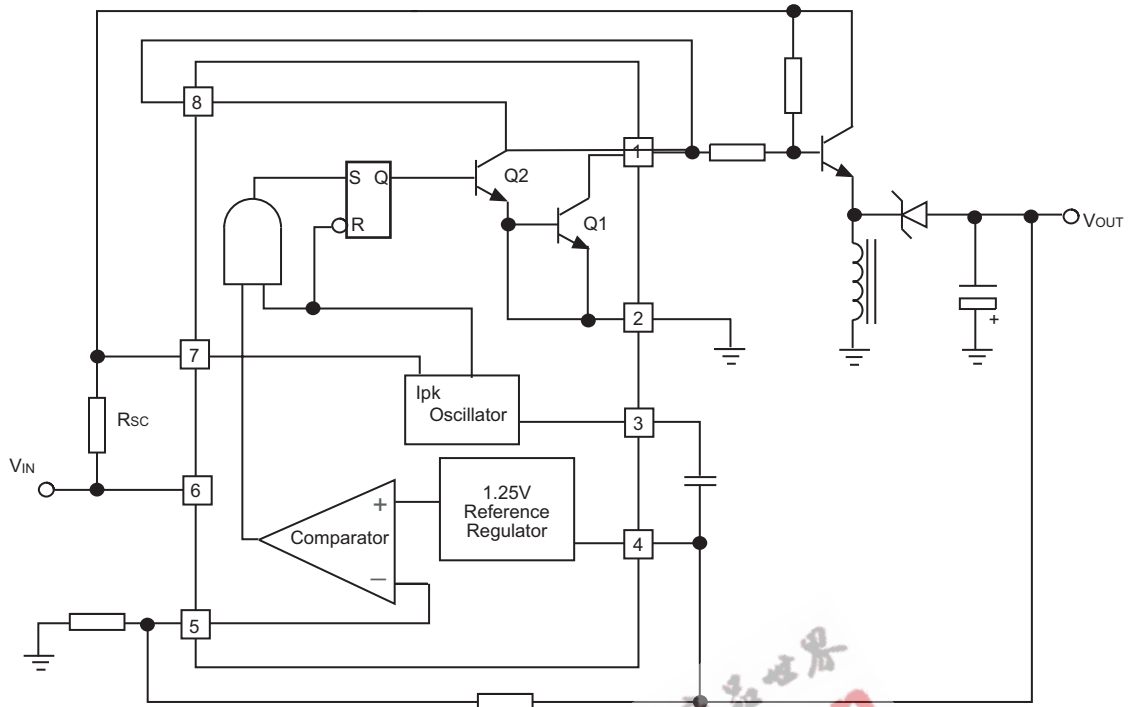 8
1
S Q
Q2
R
Q1
2
7
Ipk
Oscillator
3
RSC
VIN
6
1.25V
Reference
Regulator
+
Comparator
−
4
5
VOUT
+